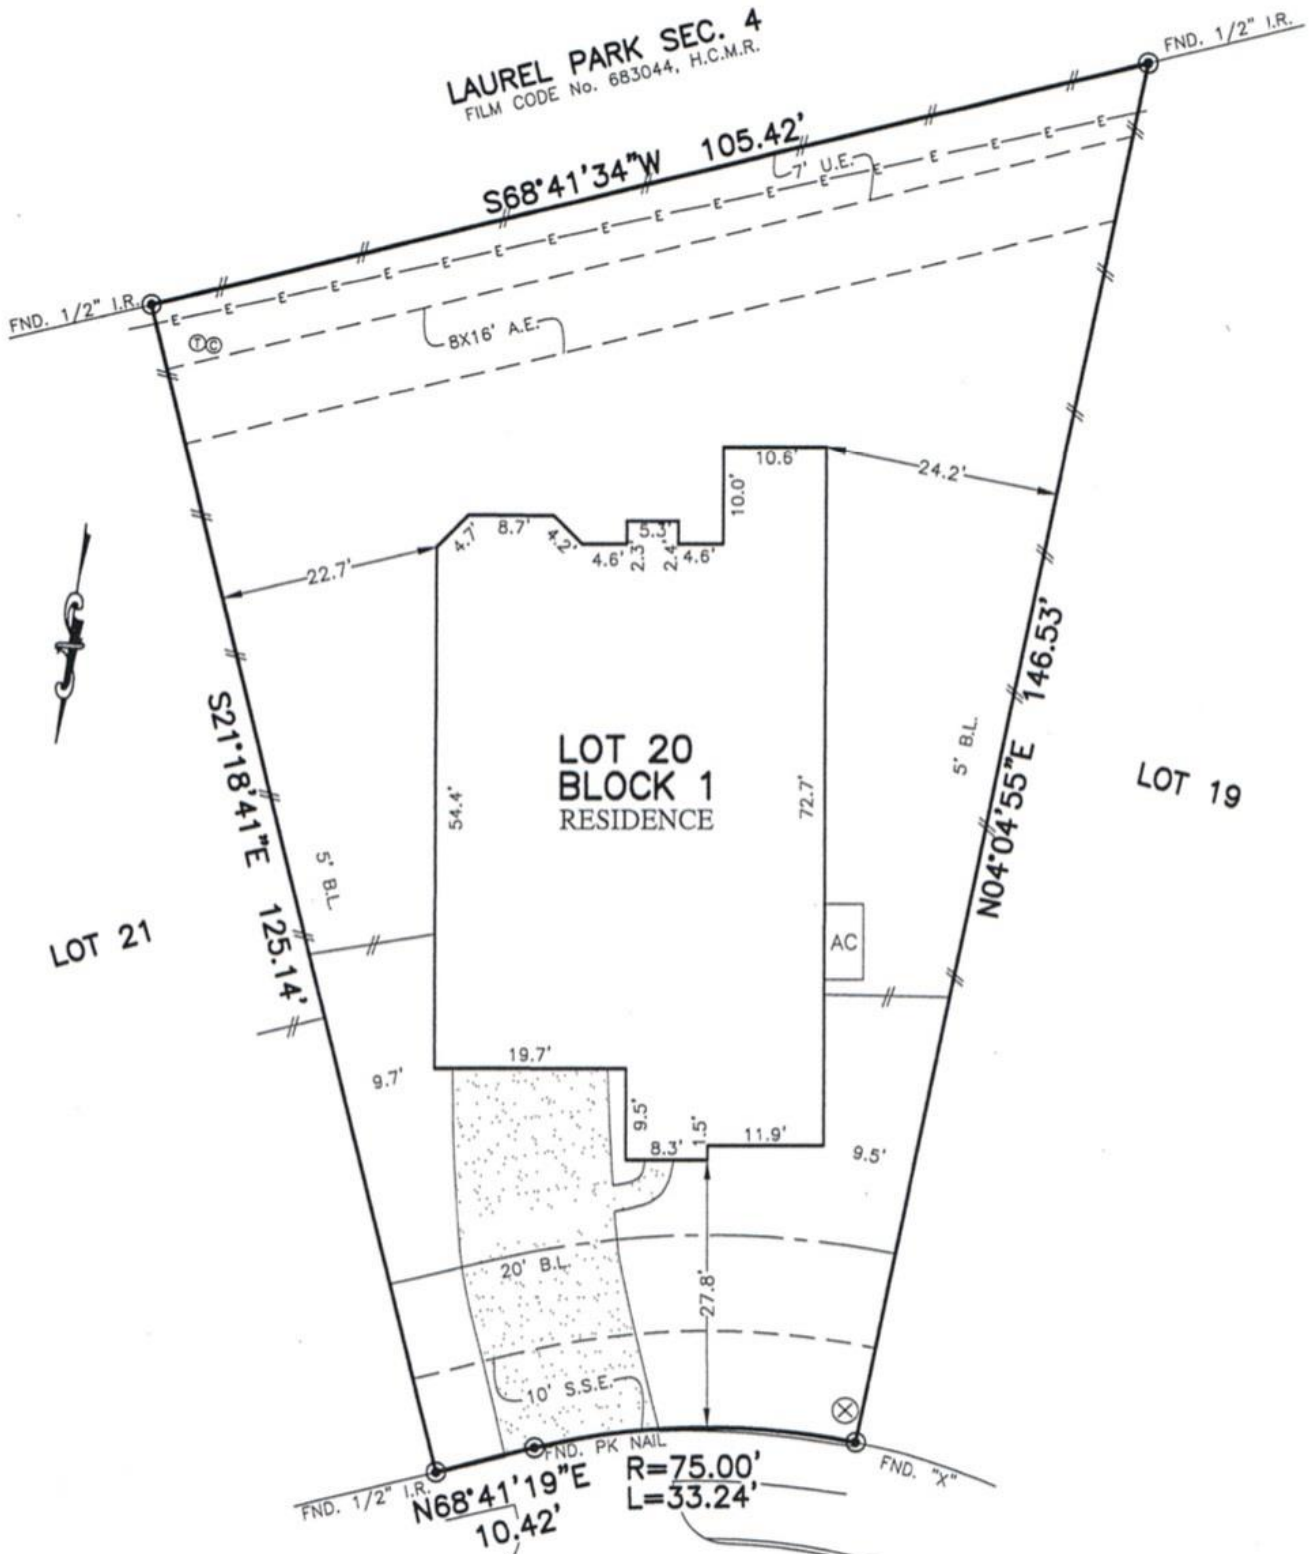 LAUREL PARK SEC. 4
FILM CODE No. 683044, H.C.M.R.
FND. 1/2" I.R.
S68°41'34"W 105.42'
7' U.E.
E E E E E E E E E E E E E E E E E
FND. 1/2" I.R.
T C
8X16' A.E.
10.6'
24.2'
10.0'
4.7'
8.7'
4.2'
4.6'
2.3'
5.3'
2.4'
4.6'
22.7'
S21°18'41"E 125.14'
5' B.L.
LOT 21
54.4'
LOT 20
BLOCK 1
RESIDENCE
72.7'
5' B.L.
N04°04'55"E 146.53'
LOT 19
AC
9.7'
19.7'
9.5'
8.3'
1.5'
11.9'
9.5'
20' B.L.
27.8'
10' S.S.E.
FND. PK NAIL
FND. "X"
FND. 1/2" I.R.
N68°41'19"E
10.42'
R=75.00'
L=33.24'